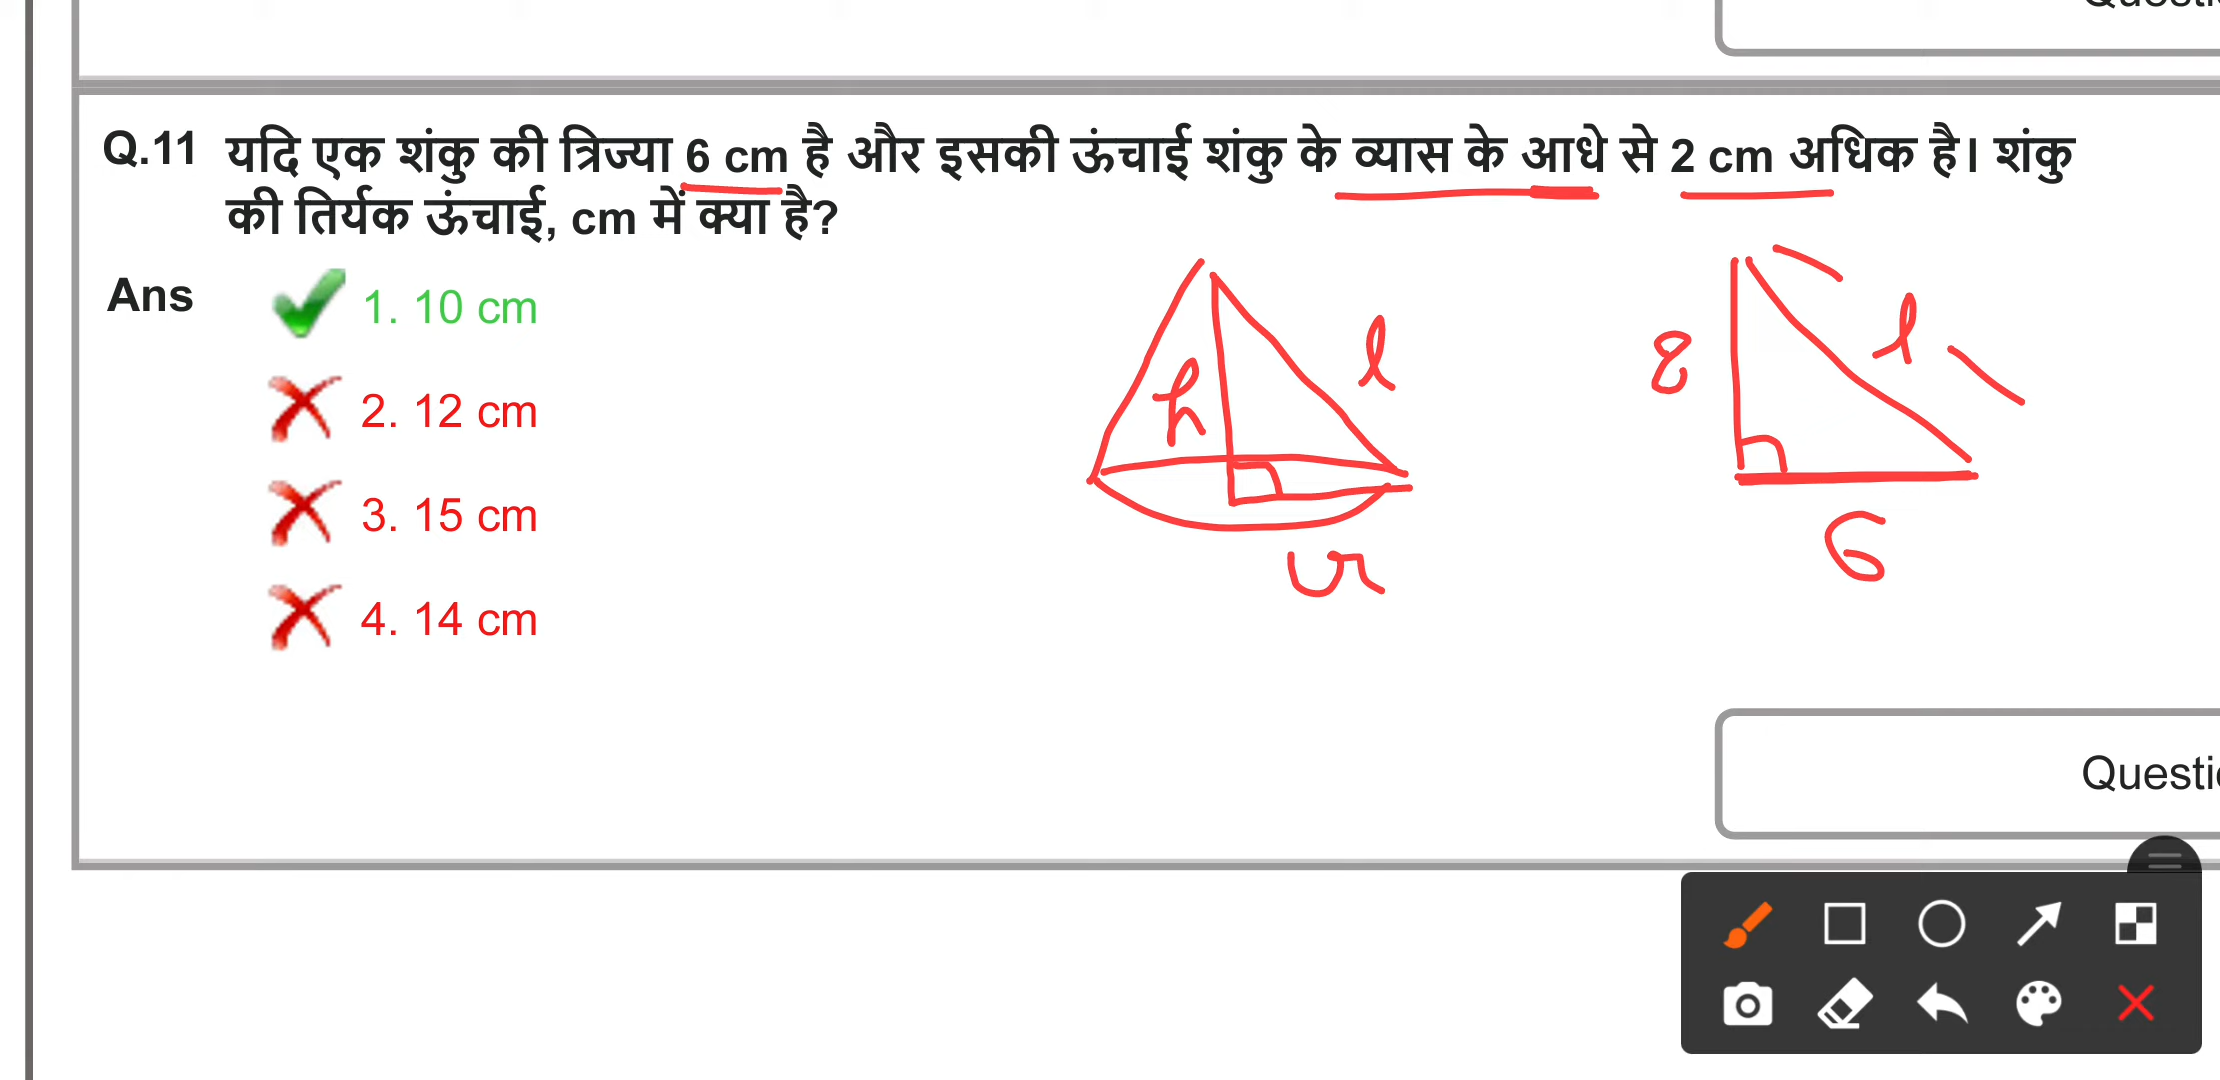 Q.11 यदि एक शंकु की त्रिज्या 6 cm है और इसकी ऊंचाई शंकु के व्यास के आधे से 2 cm अधिक है। शंकु
की तिर्यक ऊंचाई, cm में क्या है?
Ans 1. 10 cm
2. 12 cm
3. 15 cm
4. 14 cm
h l
r
8 l
6